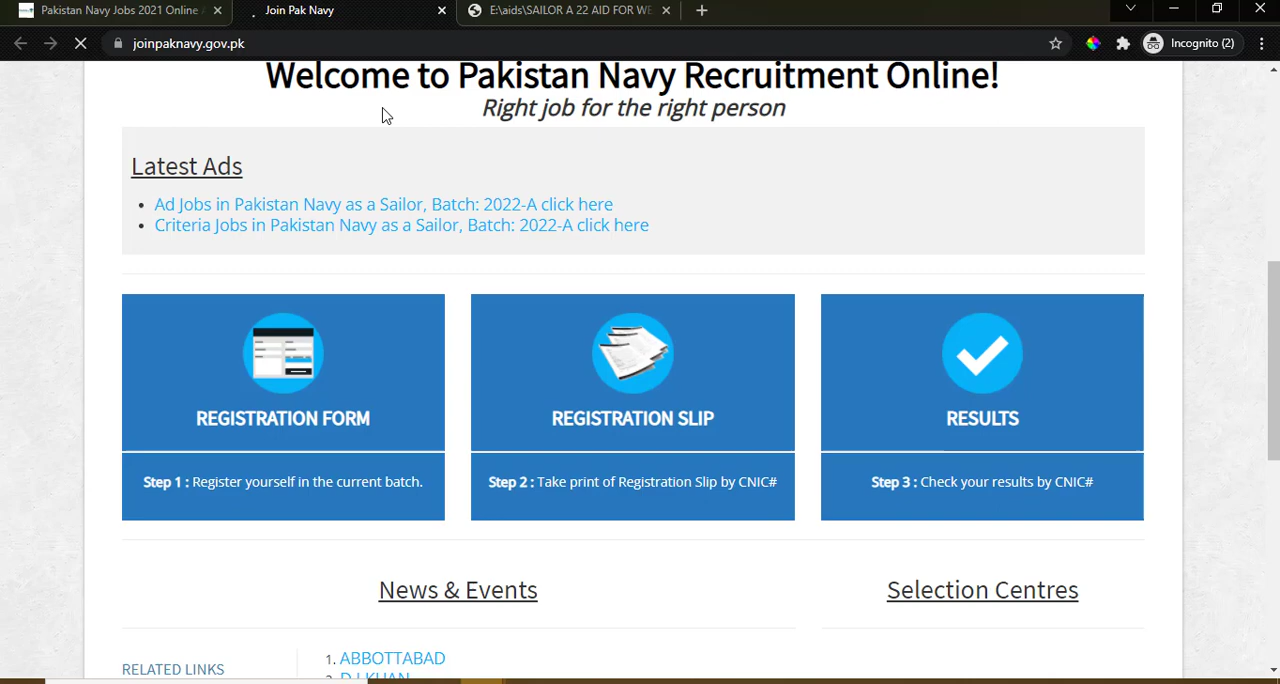 Pakistan Navy Jobs 2021 Online
Join Pak Navy
E:\aids\SAILOR A 22 AID FOR WE
joinpaknavy.gov.pk
Incognito (2)
Welcome to Pakistan Navy Recruitment Online!
Right job for the right person
Latest Ads
Ad Jobs in Pakistan Navy as a Sailor, Batch: 2022-A click here
Criteria Jobs in Pakistan Navy as a Sailor, Batch: 2022-A click here
REGISTRATION FORM
Step 1 : Register yourself in the current batch.
REGISTRATION SLIP
Step 2 : Take print of Registration Slip by CNIC#
RESULTS
Step 3 : Check your results by CNIC#
News & Events
Selection Centres
RELATED LINKS
1. ABBOTTABAD
2. D.I.KHAN